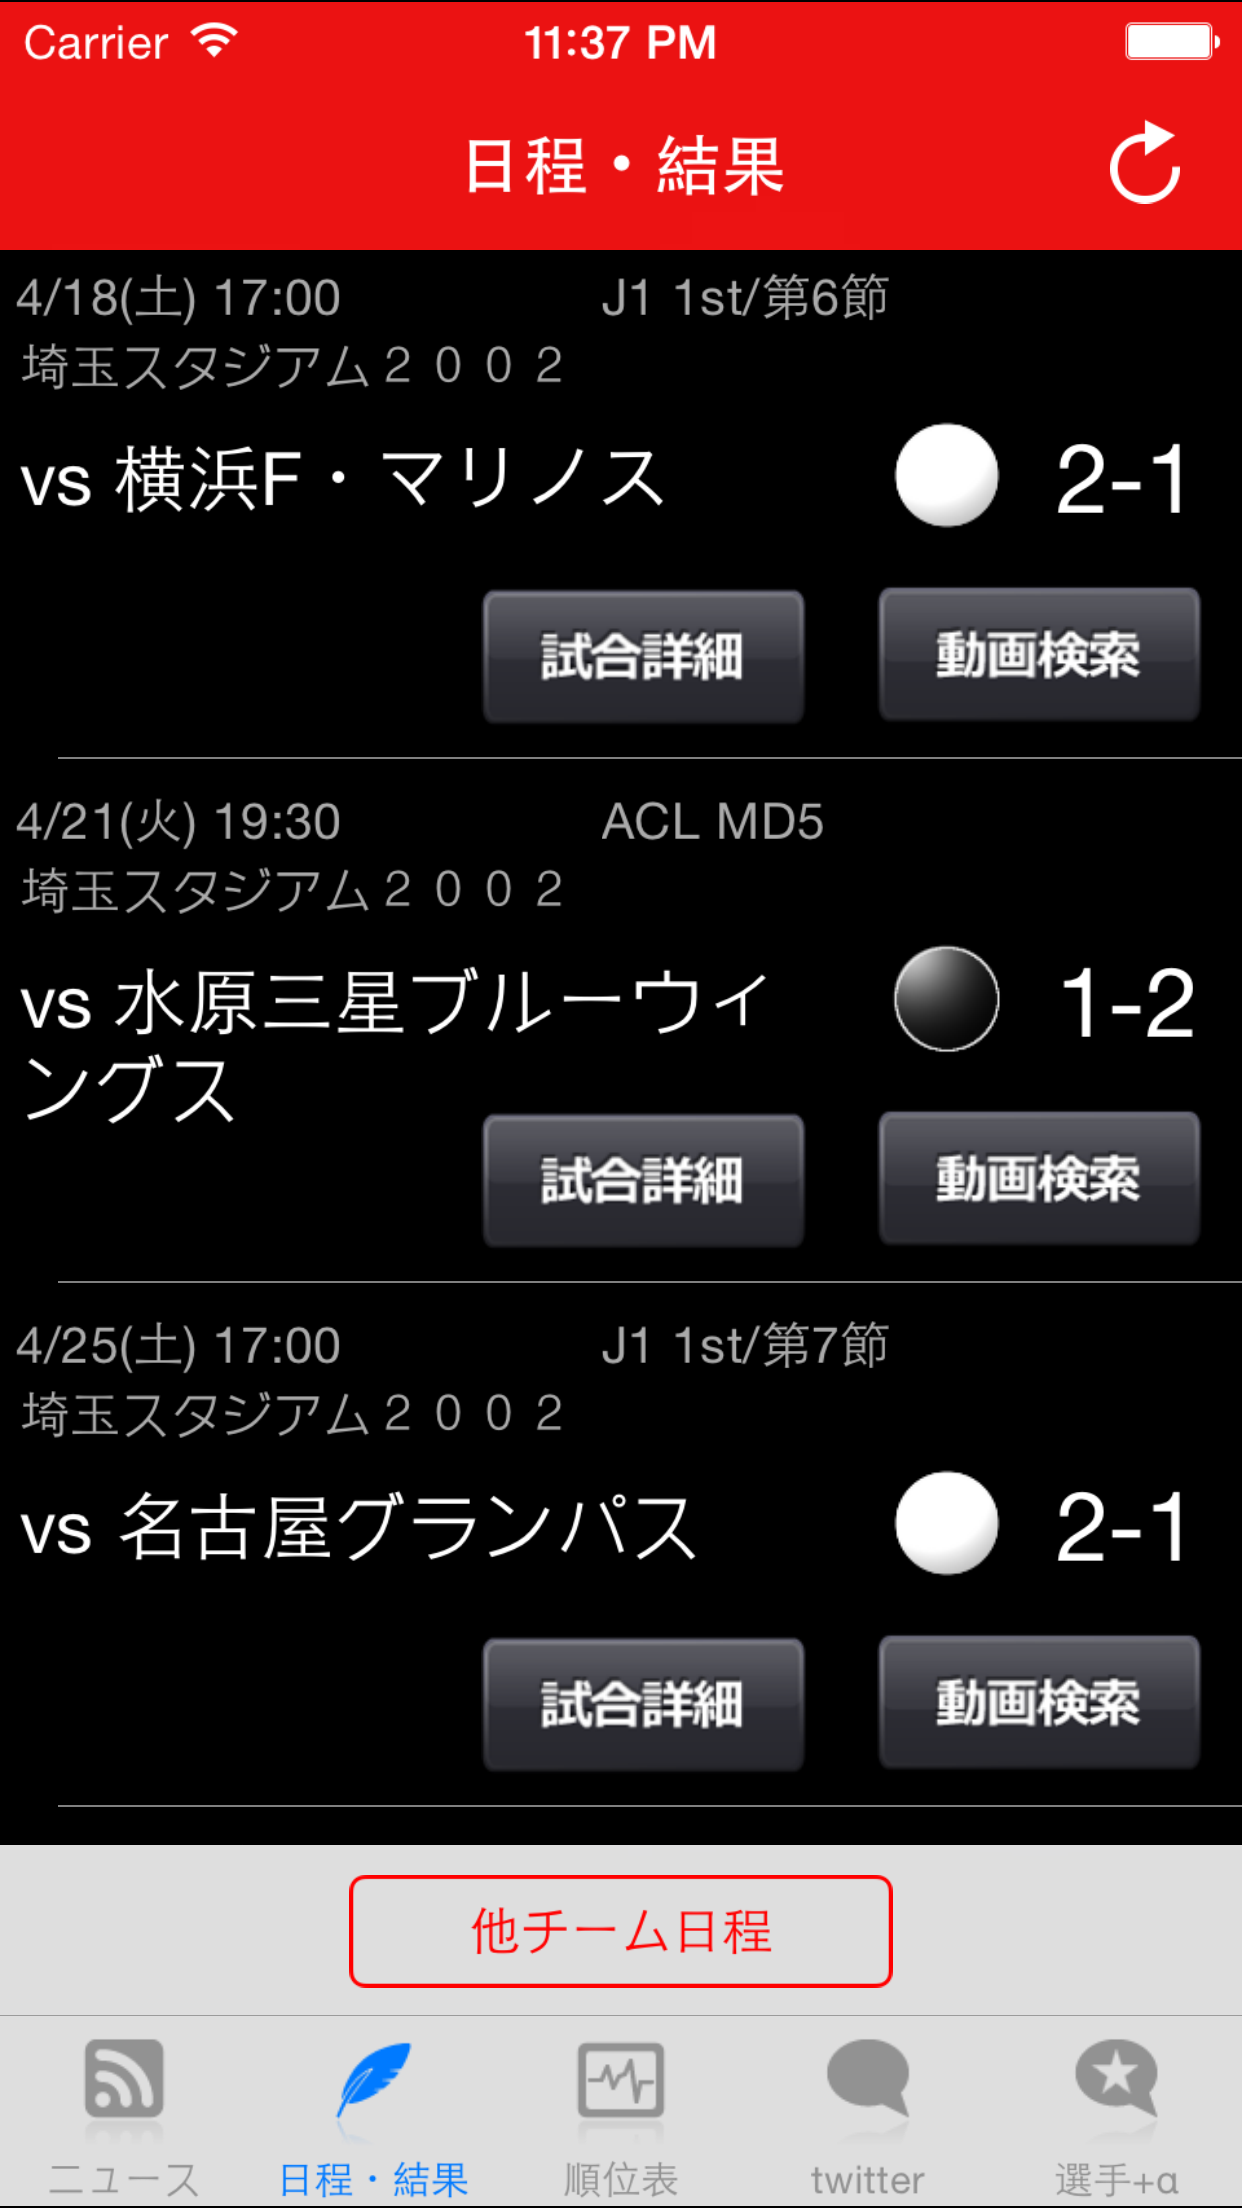 Carrier 11:37 PM
日程・結果
4/18(土) 17:00 J1 1st/第6節
埼玉スタジアム２００２
vs 横浜F・マリノス 2-1
試合詳細 動画検索
4/21(火) 19:30 ACL MD5
埼玉スタジアム２００２
vs 水原三星ブルーウィ 1-2
ングス
試合詳細 動画検索
4/25(土) 17:00 J1 1st/第7節
埼玉スタジアム２００２
vs 名古屋グランパス 2-1
試合詳細 動画検索
他チーム日程
ニュース 日程・結果 順位表 twitter 選手+α